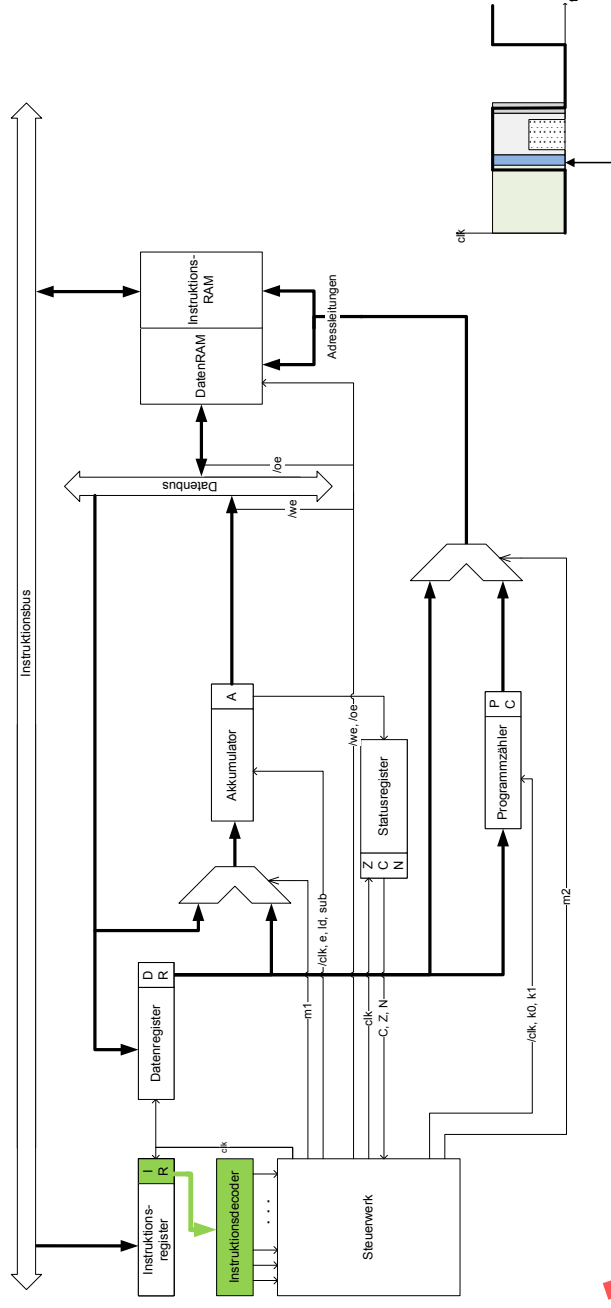 Instruktionsbus
Instruktions-
register
I
R
Datenregister
D
R
Instruktionsdecoder
. . .
Steuerwerk
clk
m1
/clk, e, ld, sub
/we, /oe
clk
C, Z, N
/clk, k0, k1
m2
Akkumulator
A
Statusregister
Z
C
N
Programmzähler
P
C
Datenbus
/we
/oe
DatenRAM
Instruktions-
RAM
Adressleitungen
clk